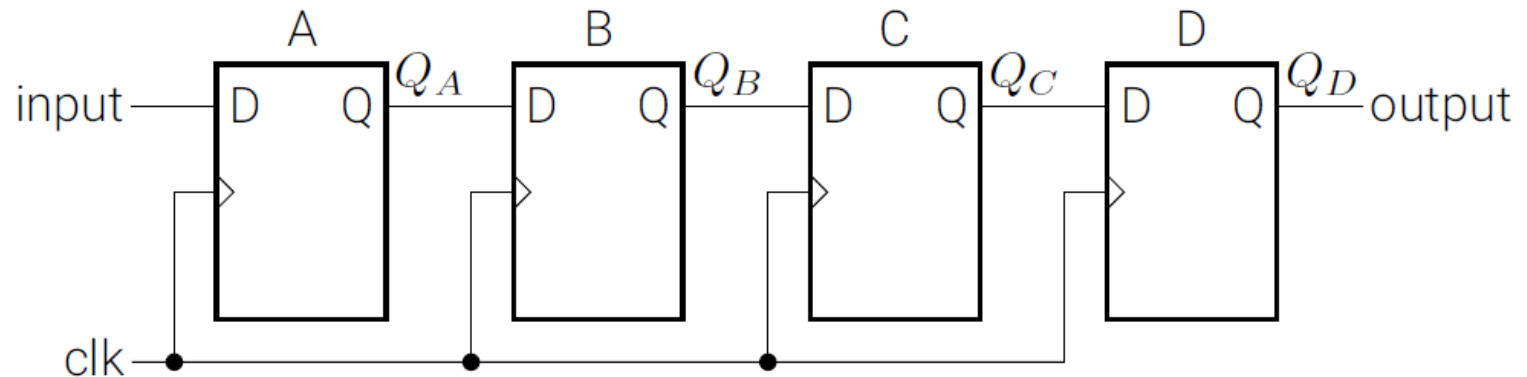 A B C D
Q_A Q_B Q_C Q_D
input D Q D Q D Q D Q output
clk